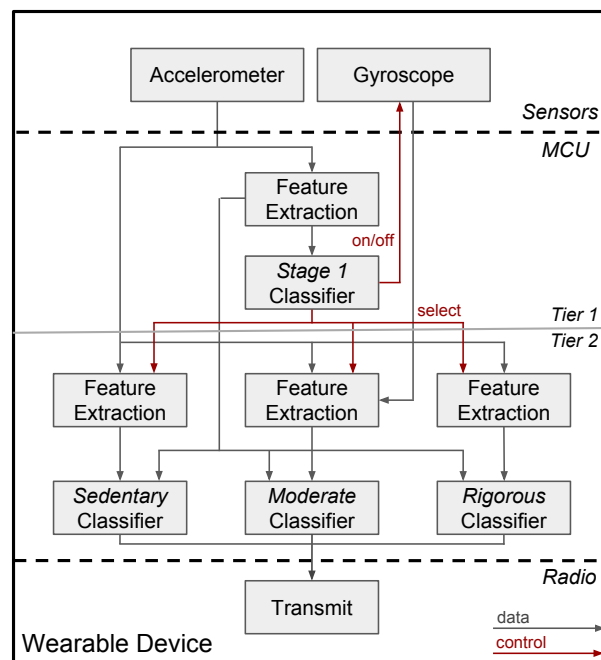 Accelerometer
Gyroscope
Sensors
MCU
Feature
Extraction
on/off
Stage 1
Classifier
select
Tier 1
Tier 2
Feature
Extraction
Feature
Extraction
Feature
Extraction
Sedentary
Classifier
Moderate
Classifier
Rigorous
Classifier
Radio
Transmit
data
control
Wearable Device